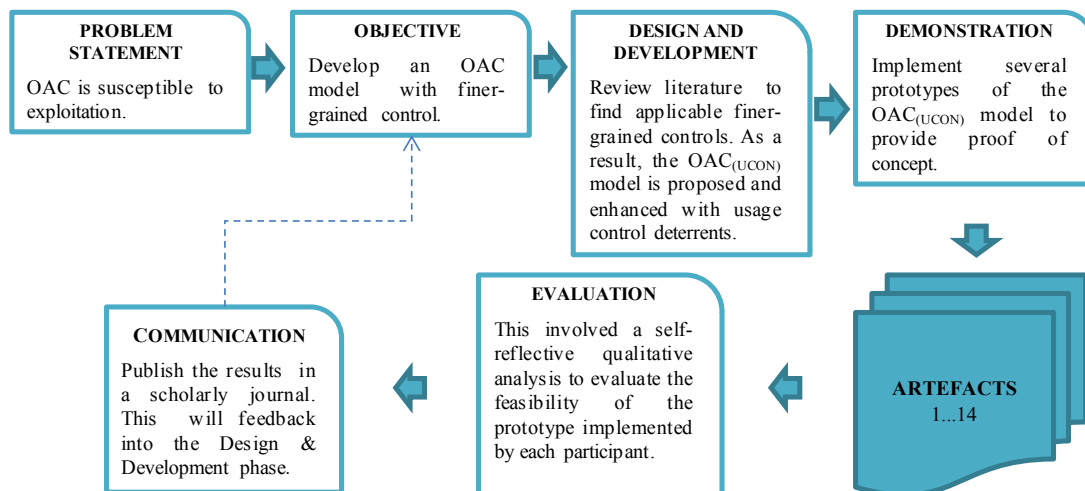 PROBLEM
STATEMENT
OAC is susceptible to
exploitation.
OBJECTIVE
Develop an OAC
model with finer-
grained control.
DESIGN AND
DEVELOPMENT
Review literature to
find applicable finer-
grained controls. As a
result, the OAC(UCON)
model is proposed and
enhanced with usage
control deterrents.
DEMONSTRATION
Implement several
prototypes of the
OAC(UCON) model to
provide proof of
concept.
ARTEFACTS
1...14
EVALUATION
This involved a self-
reflective qualitative
analysis to evaluate the
feasibility of the
prototype implemented
by each participant.
COMMUNICATION
Publish the results in
a scholarly journal.
This will feedback
into the Design &
Development phase.